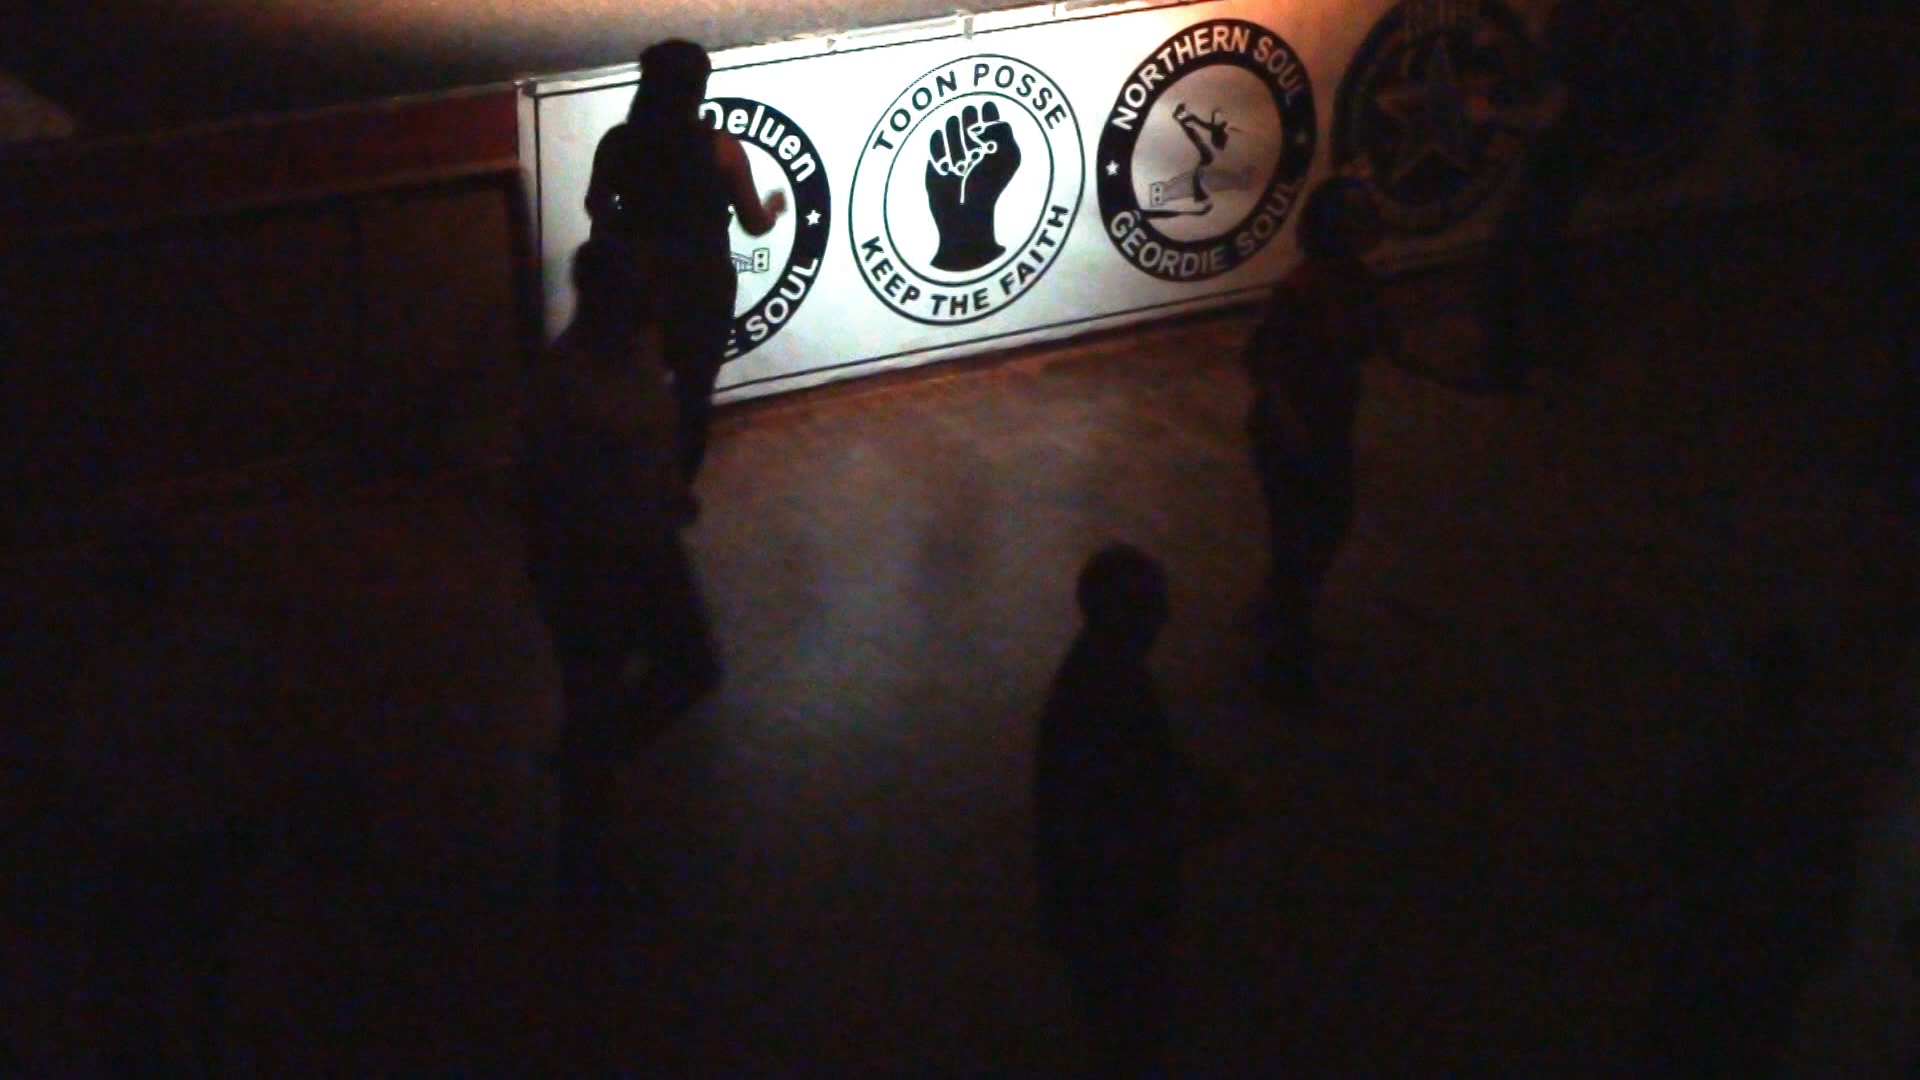 Deluen
SOUL
TOON POSSE
KEEP THE FAITH
NORTHERN SOUL
GEORDIE SOUL